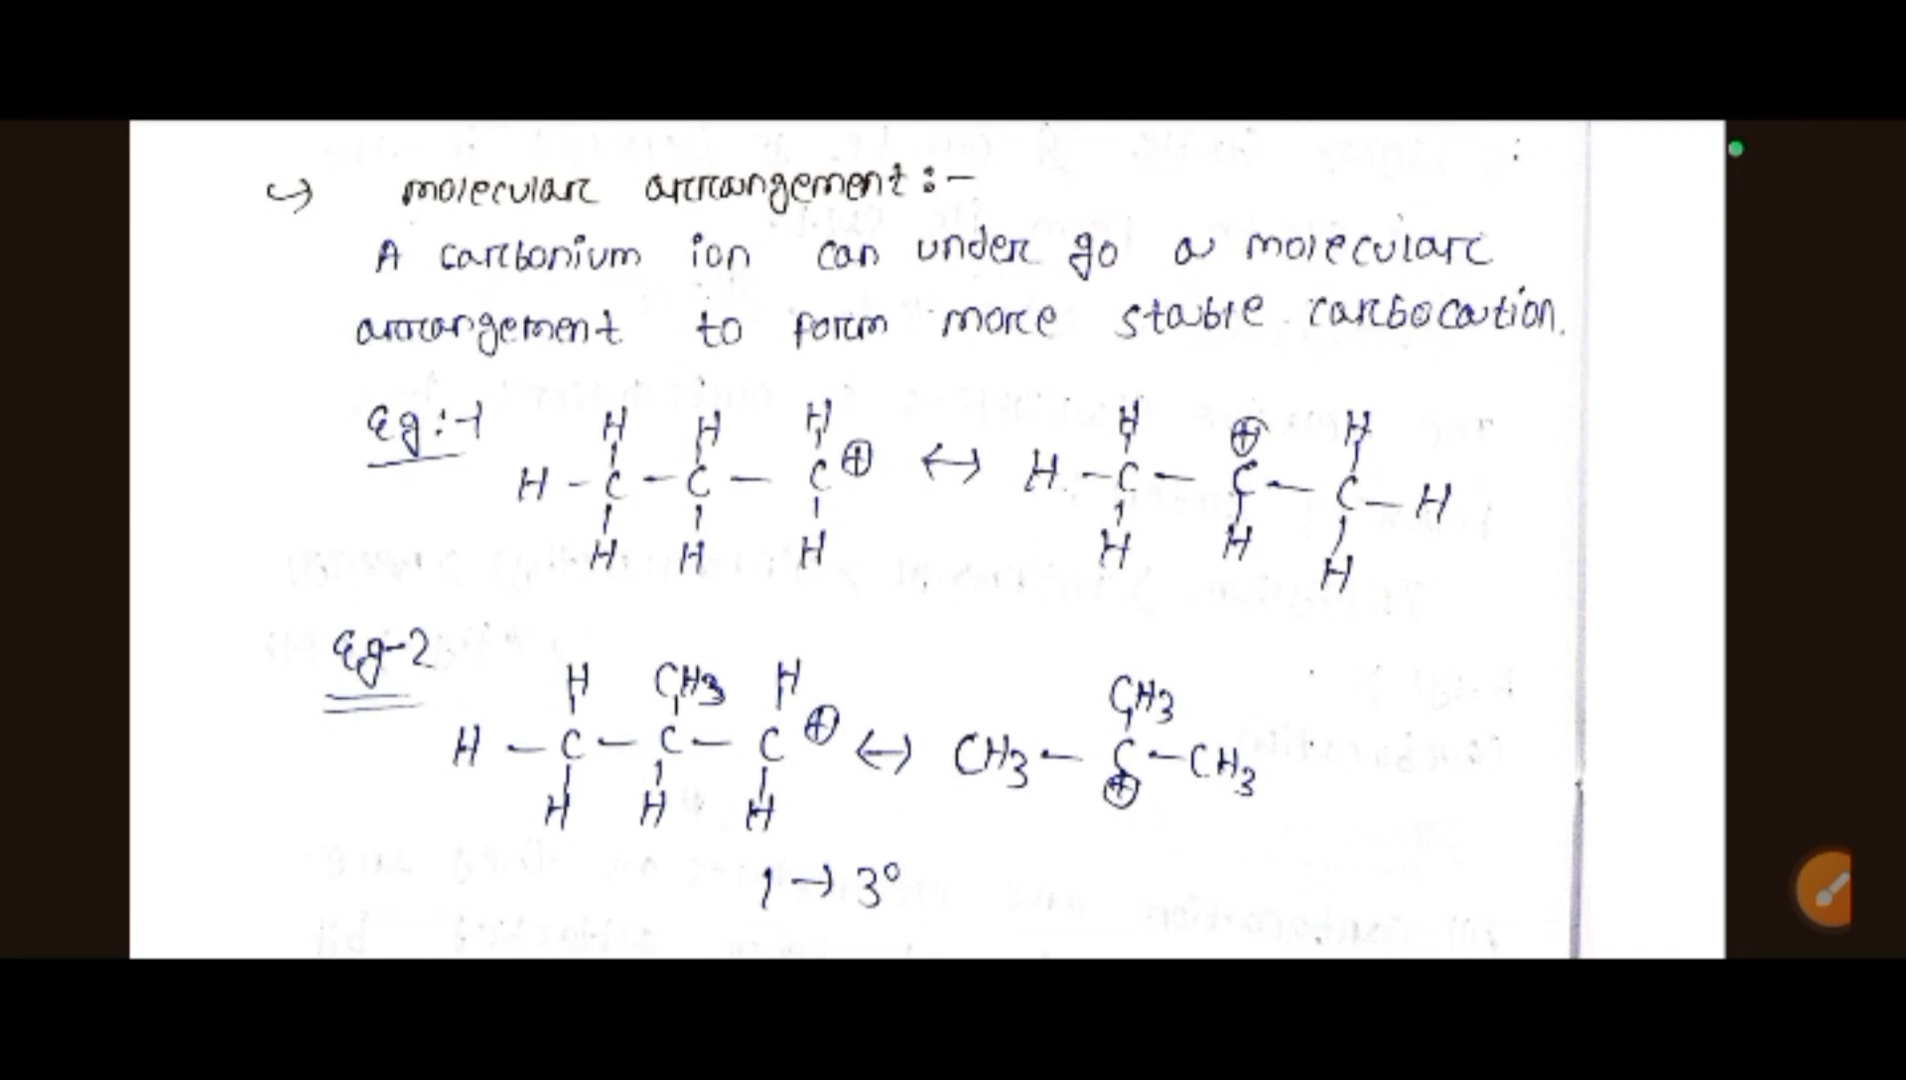 c) molecular arrangement :-
A carbonium ion can under go a molecular
arrangement to form more stable carbocation.
Eg:-1
H H H H ⊕ H
H - C - C - C ⊕ ↔ H - C - C - C - H
H H H H H H
Eg-2
H CH3 H CH3
H - C - C - C ⊕ ↔ CH3 - C - CH3
H H H ⊕
1 → 3°